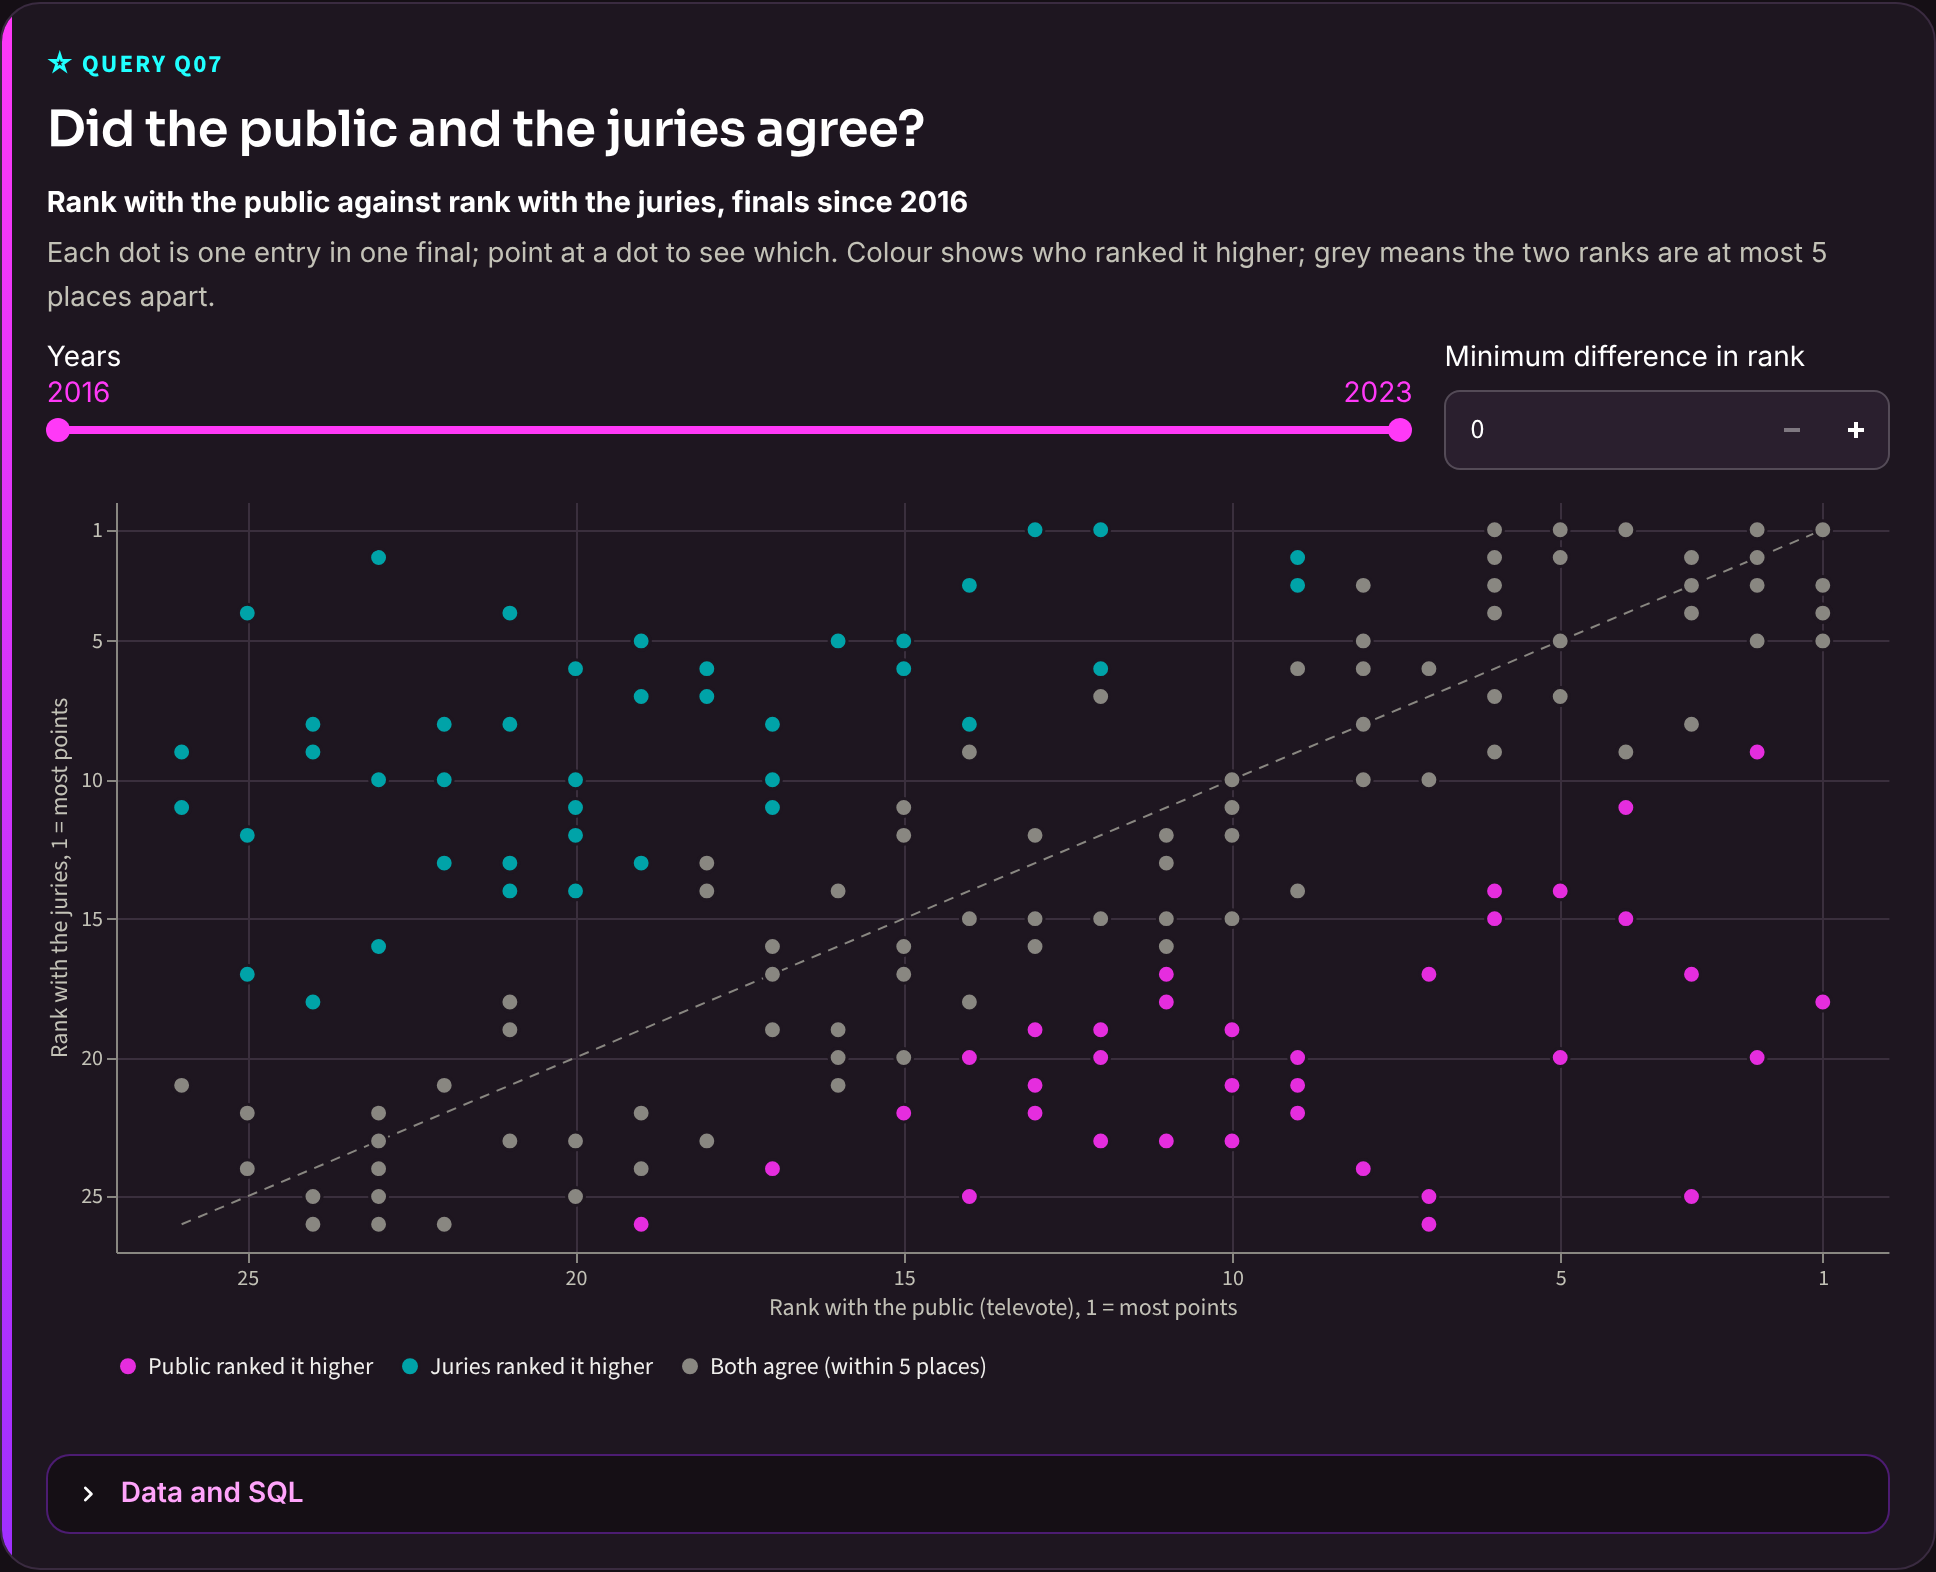 QUERY Q07
Did the public and the juries agree?
Rank with the public against rank with the juries, finals since 2016
Each dot is one entry in one final; point at a dot to see which. Colour shows who ranked it higher; grey means the two ranks are at most 5
places apart.
Years
2016
2023
Minimum difference in rank
0
Rank with the juries, 1 = most points
1
5
10
15
20
25
25
20
15
10
5
1
Rank with the public (televote), 1 = most points
Public ranked it higher
Juries ranked it higher
Both agree (within 5 places)
Data and SQL